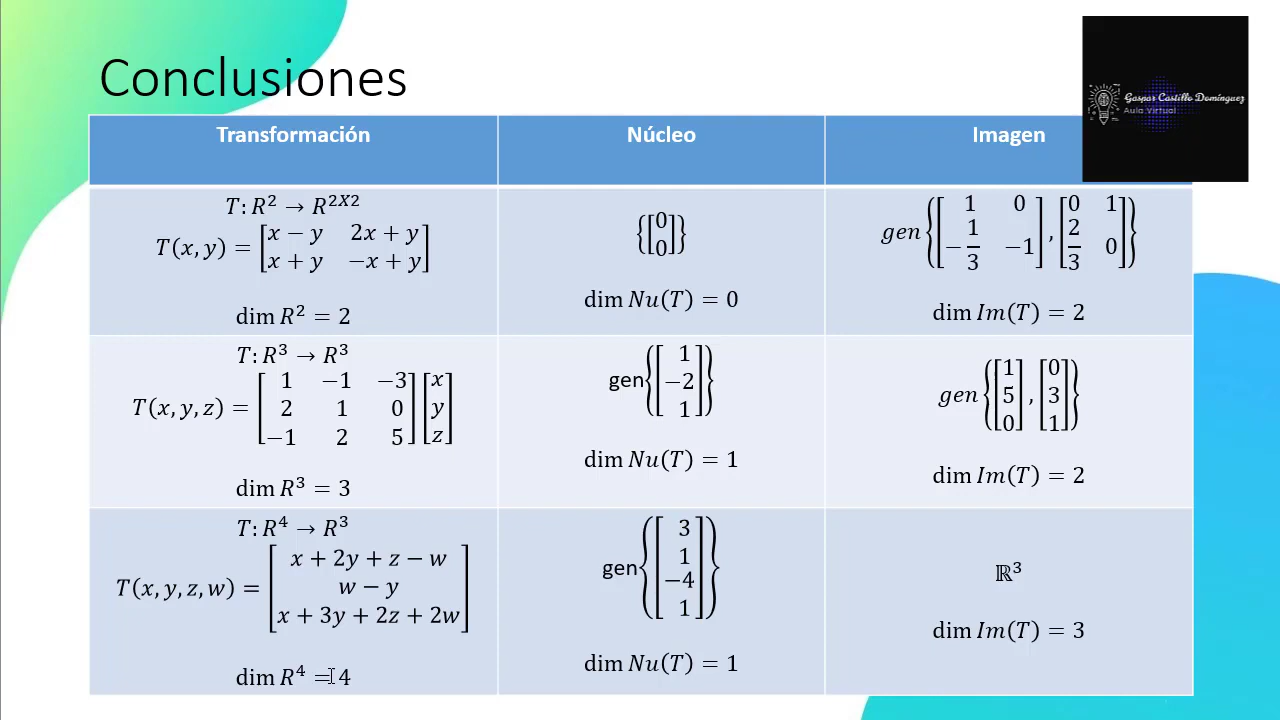 Conclusiones
Gaspar Castillo Domínguez
Aula Virtual
Transformación Núcleo Imagen
T: R² → R²ˣ²
T(x, y) = [x − y 2x + y
x + y −x + y]
dim R² = 2
{[0
0]}
dim Nu(T) = 0
gen {[1 0
−1/3 −1], [0 1
2/3 0]}
dim Im(T) = 2
T: R³ → R³
T(x, y, z) = [1 −1 −3
2 1 0
−1 2 5] [x
y
z]
dim R³ = 3
gen {[1
−2
1]}
dim Nu(T) = 1
gen {[1
5
0], [0
3
1]}
dim Im(T) = 2
T: R⁴ → R³
T(x, y, z, w) = [x + 2y + z − w
w − y
x + 3y + 2z + 2w]
dim R⁴ = 4
gen {[3
1
−4
1]}
dim Nu(T) = 1
ℝ³
dim Im(T) = 3